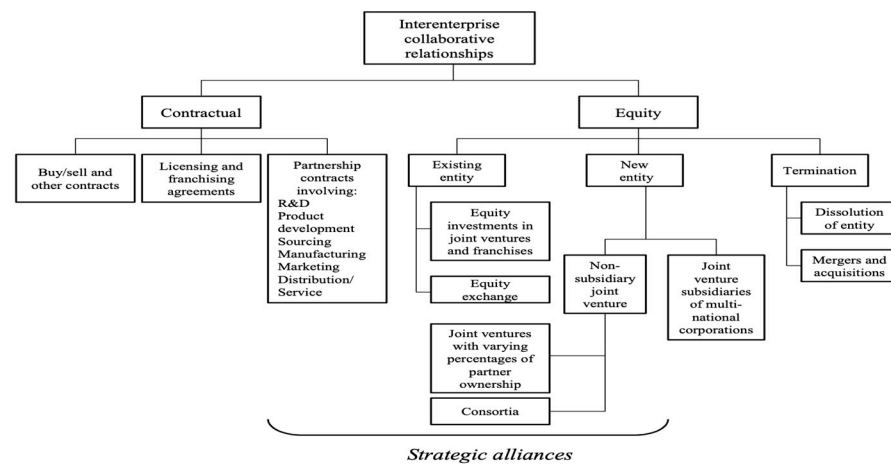 Interenterprise
collaborative
relationships
Contractual
Equity
Buy/sell and
other contracts
Licensing and
franchising
agreements
Partnership
contracts
involving:
R&D
Product
development
Sourcing
Manufacturing
Marketing
Distribution/
Service
Existing
entity
New
entity
Termination
Equity
investments in
joint ventures
and franchises
Equity
exchange
Non-
subsidiary
joint
venture
Joint
venture
subsidiaries
of multi-
national
corporations
Dissolution
of entity
Mergers and
acquisitions
Joint ventures
with varying
percentages of
partner
ownership
Consortia
Strategic alliances